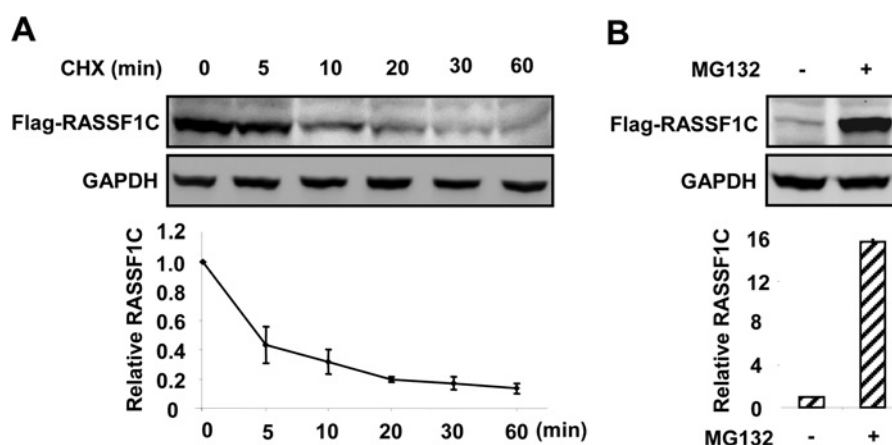 A
CHX (min) 0 5 10 20 30 60
Flag-RASSF1C
GAPDH
Relative RASSF1C
1.2
1.0
0.8
0.6
0.4
0.2
0
0 5 10 20 30 60 (min)
B
MG132 - +
Flag-RASSF1C
GAPDH
Relative RASSF1C
16
12
8
4
0
MG132 - +